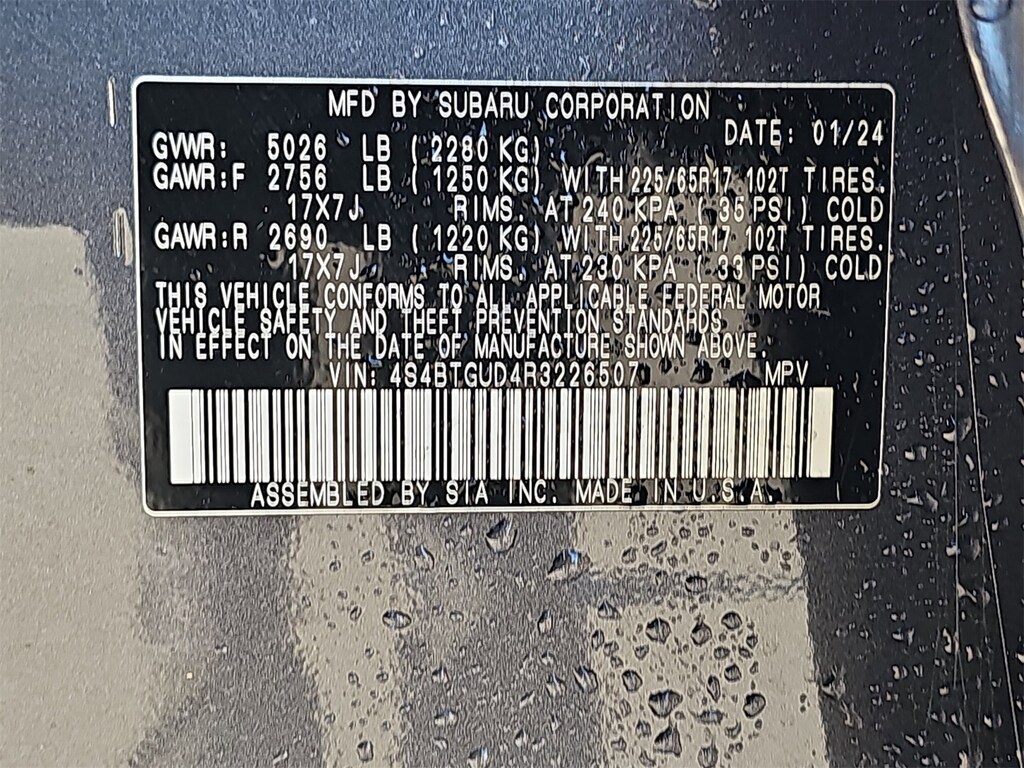 MFD BY SUBARU CORPORATION
DATE: 01/24
GVWR: 5026 LB (2280 KG)
GAWR:F 2756 LB (1250 KG) WITH 225/65R17 102T TIRES.
17X7J RIMS. AT 240 KPA (35 PSI) COLD
GAWR:R 2690 LB (1220 KG) WITH 225/65R17 102T TIRES.
17X7J RIMS. AT 230 KPA (33 PSI) COLD
THIS VEHICLE CONFORMS TO ALL APPLICABLE FEDERAL MOTOR
VEHICLE SAFETY AND THEFT PREVENTION STANDARDS
IN EFFECT ON THE DATE OF MANUFACTURE SHOWN ABOVE.
VIN: 4S4BTGUD4R3226507 MPV
ASSEMBLED BY SIA INC. MADE IN U.S.A.